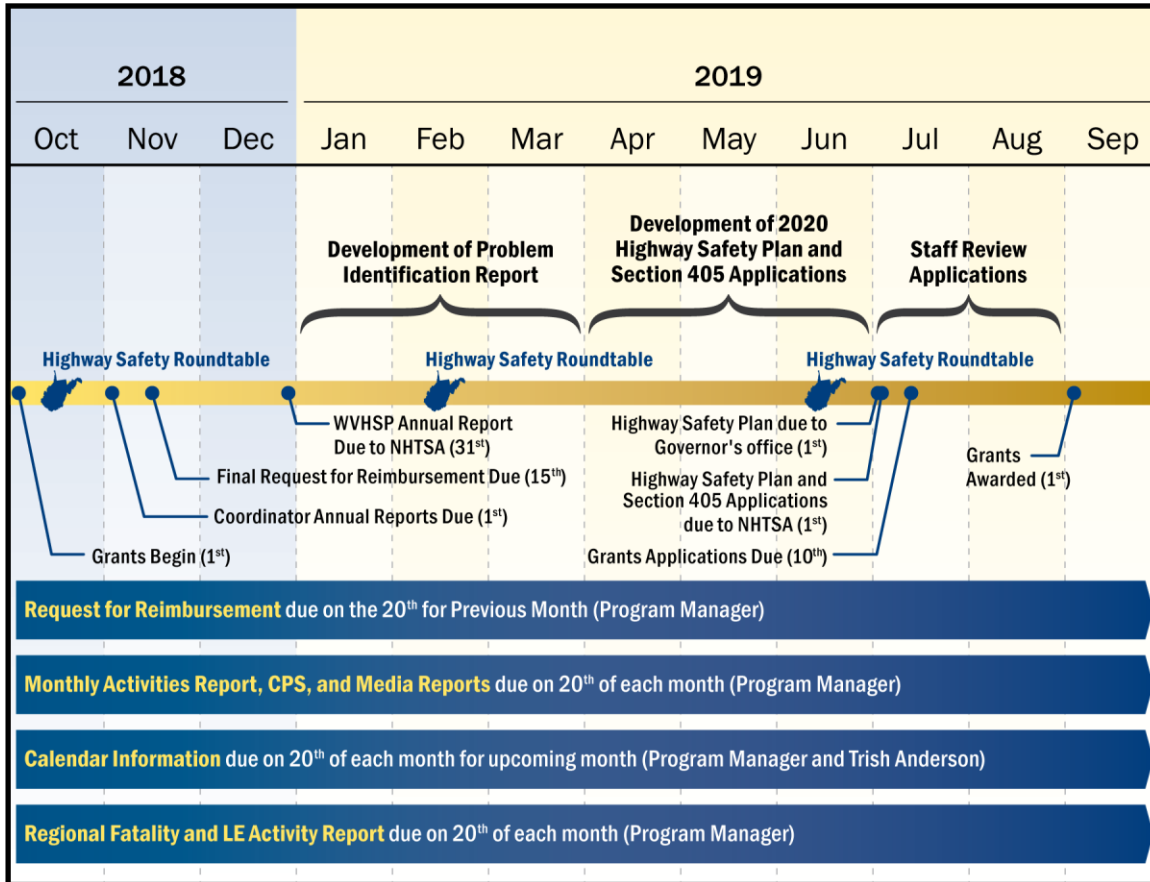 2018
2019
Oct
Nov
Dec
Jan
Feb
Mar
Apr
May
Jun
Jul
Aug
Sep
Development of Problem
Identification Report
Development of 2020
Highway Safety Plan and
Section 405 Applications
Staff Review
Applications
Highway Safety Roundtable
Highway Safety Roundtable
Highway Safety Roundtable
WVHSP Annual Report
Due to NHTSA (31st)
Final Request for Reimbursement Due (15th)
Coordinator Annual Reports Due (1st)
Grants Begin (1st)
Highway Safety Plan due to
Governor's office (1st)
Highway Safety Plan and
Section 405 Applications
due to NHTSA (1st)
Grants Applications Due (10th)
Grants
Awarded (1st)
Request for Reimbursement due on the 20th for Previous Month (Program Manager)
Monthly Activities Report, CPS, and Media Reports due on 20th of each month (Program Manager)
Calendar Information due on 20th of each month for upcoming month (Program Manager and Trish Anderson)
Regional Fatality and LE Activity Report due on 20th of each month (Program Manager)